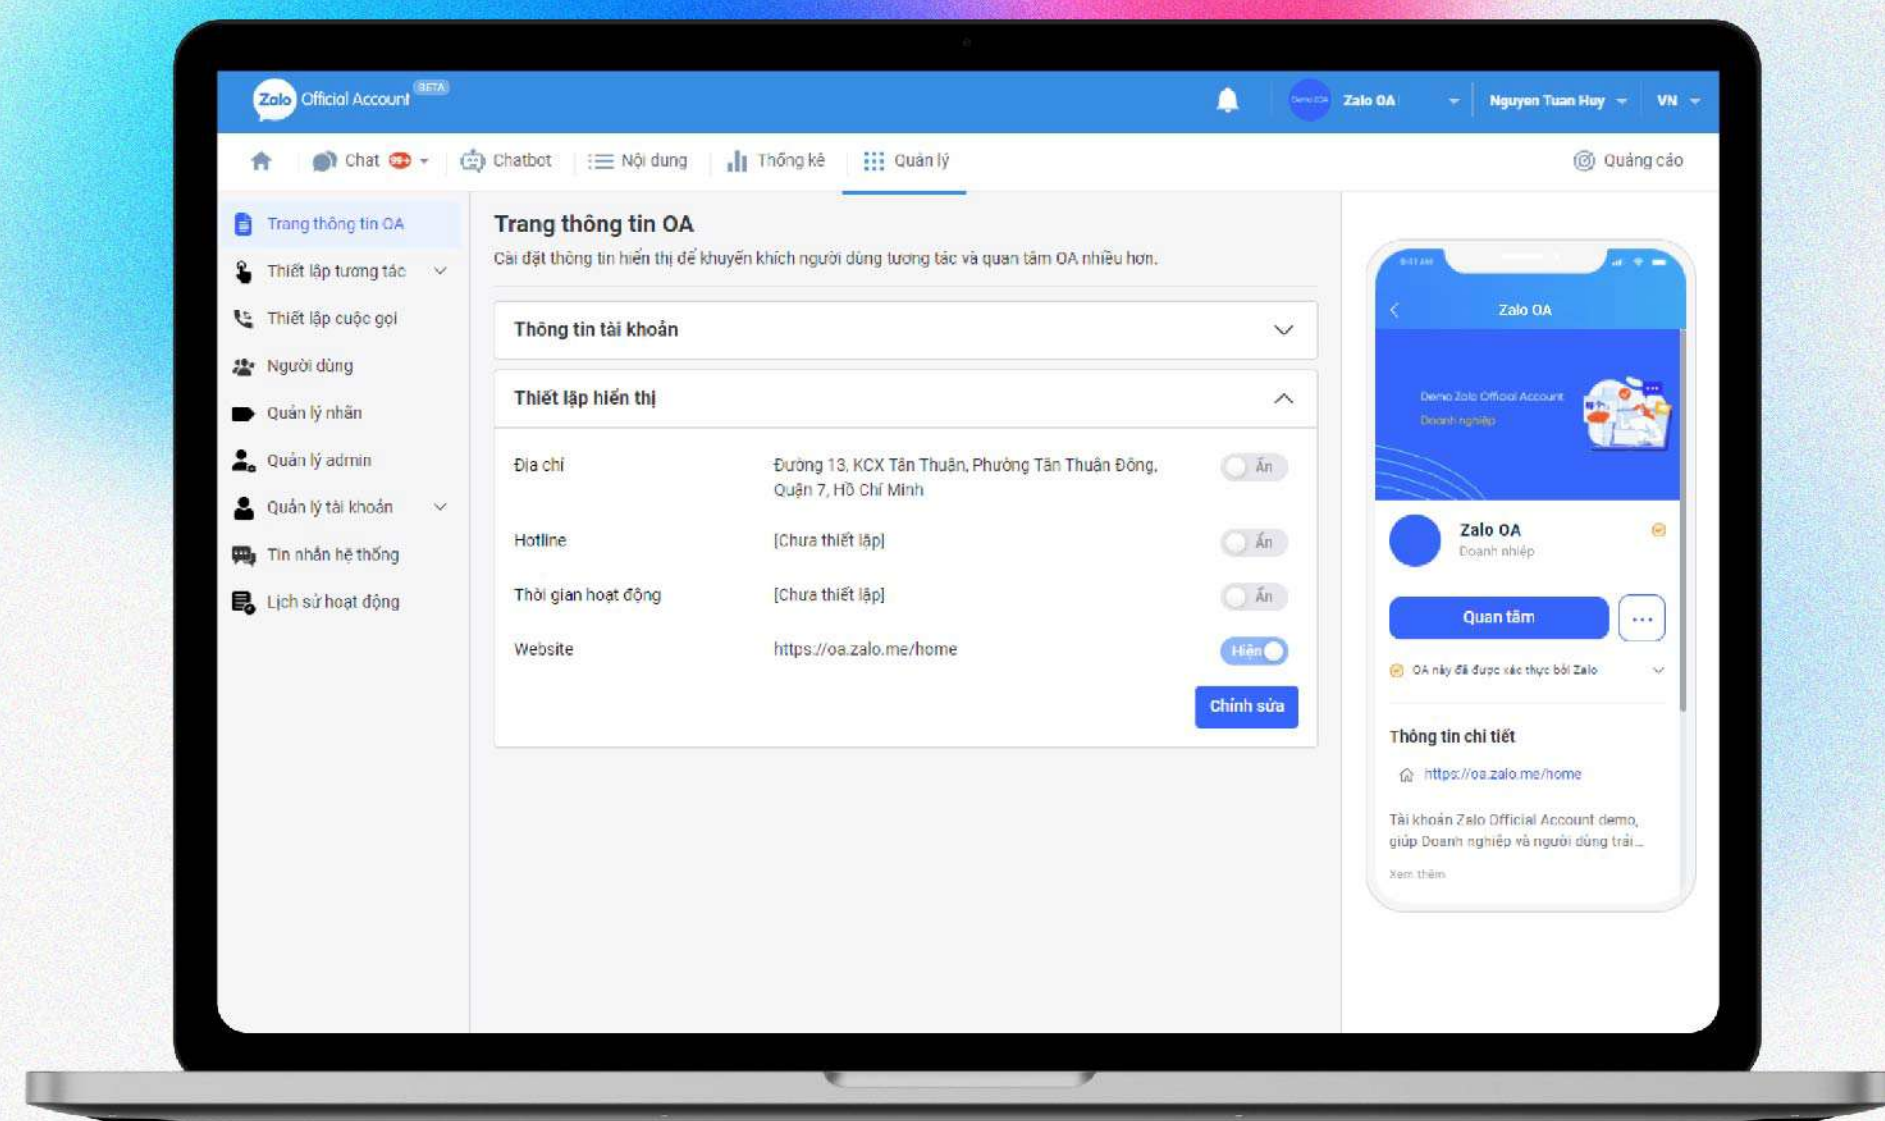 Zalo Official Account BETA
Zalo OA
Nguyen Tuan Huy
VN
Chat 99+
Chatbot
Nội dung
Thống kê
Quản lý
Quảng cáo
Trang thông tin OA
Thiết lập tương tác
Thiết lập cuộc gọi
Người dùng
Quản lý nhãn
Quản lý admin
Quản lý tài khoản
Tin nhắn hệ thống
Lịch sử hoạt động
Trang thông tin OA
Cài đặt thông tin hiển thị để khuyến khích người dùng tương tác và quan tâm OA nhiều hơn.
Thông tin tài khoản
Thiết lập hiển thị
Địa chỉ
Đường 13, KCX Tân Thuận, Phường Tân Thuận Đông,
Quận 7, Hồ Chí Minh
Ẩn
Hotline
[Chưa thiết lập]
Ẩn
Thời gian hoạt động
[Chưa thiết lập]
Ẩn
Website
https://oa.zalo.me/home
Hiện
Chỉnh sửa
9:41 AM
Zalo OA
Demo Zalo Official Account
Doanh nghiệp
Zalo OA
Doanh nhiệp
Quan tâm
OA này đã được xác thực bởi Zalo
Thông tin chi tiết
https://oa.zalo.me/home
Tài khoản Zalo Official Account demo,
giúp Doanh nghiệp và người dùng trải...
Xem thêm